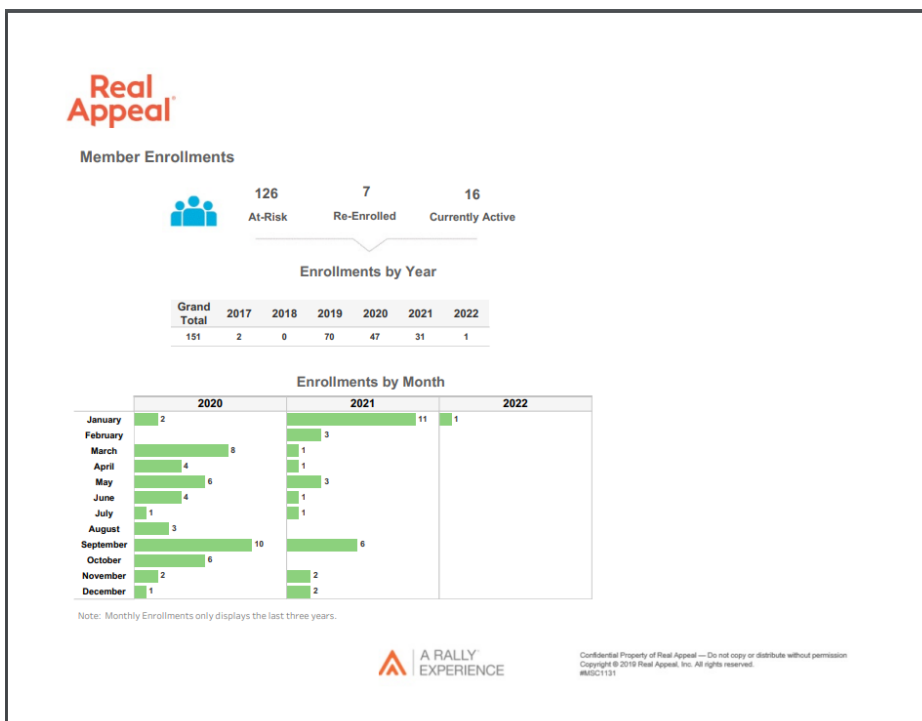 Real
Appeal
Member Enrollments
126 7 16
At-Risk Re-Enrolled Currently Active
Enrollments by Year
Grand Total 2017 2018 2019 2020 2021 2022
151 2 0 70 47 31 1
Enrollments by Month
2020 2021 2022
January 2 11 1
February 3
March 8 1
April 4 1
May 6 3
June 4 1
July 1 1
August 3
September 10 6
October 6
November 2 2
December 1 2
Note: Monthly Enrollments only displays the last three years.
A RALLY
EXPERIENCE
Confidential Property of Real Appeal — Do not copy or distribute without permission
Copyright © 2019 Real Appeal, Inc. All rights reserved.
#MSC1131